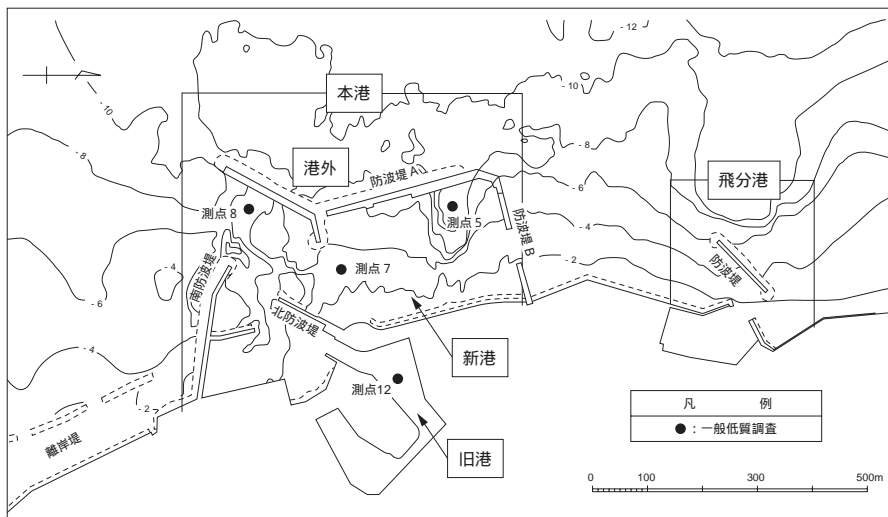 - 12
- 10
- 10
本港
- 8
- 8
港外
防波堤 A
飛分港
- 6
測点 8
測点 5
防波堤 B
- 4
南防波堤
- 4
測点 7
- 2
防波堤
- 6
北防波堤
- 4
新港
測点12
- 2
凡 例
●：一般低質調査
離岸堤
旧港
0 100 300 500m